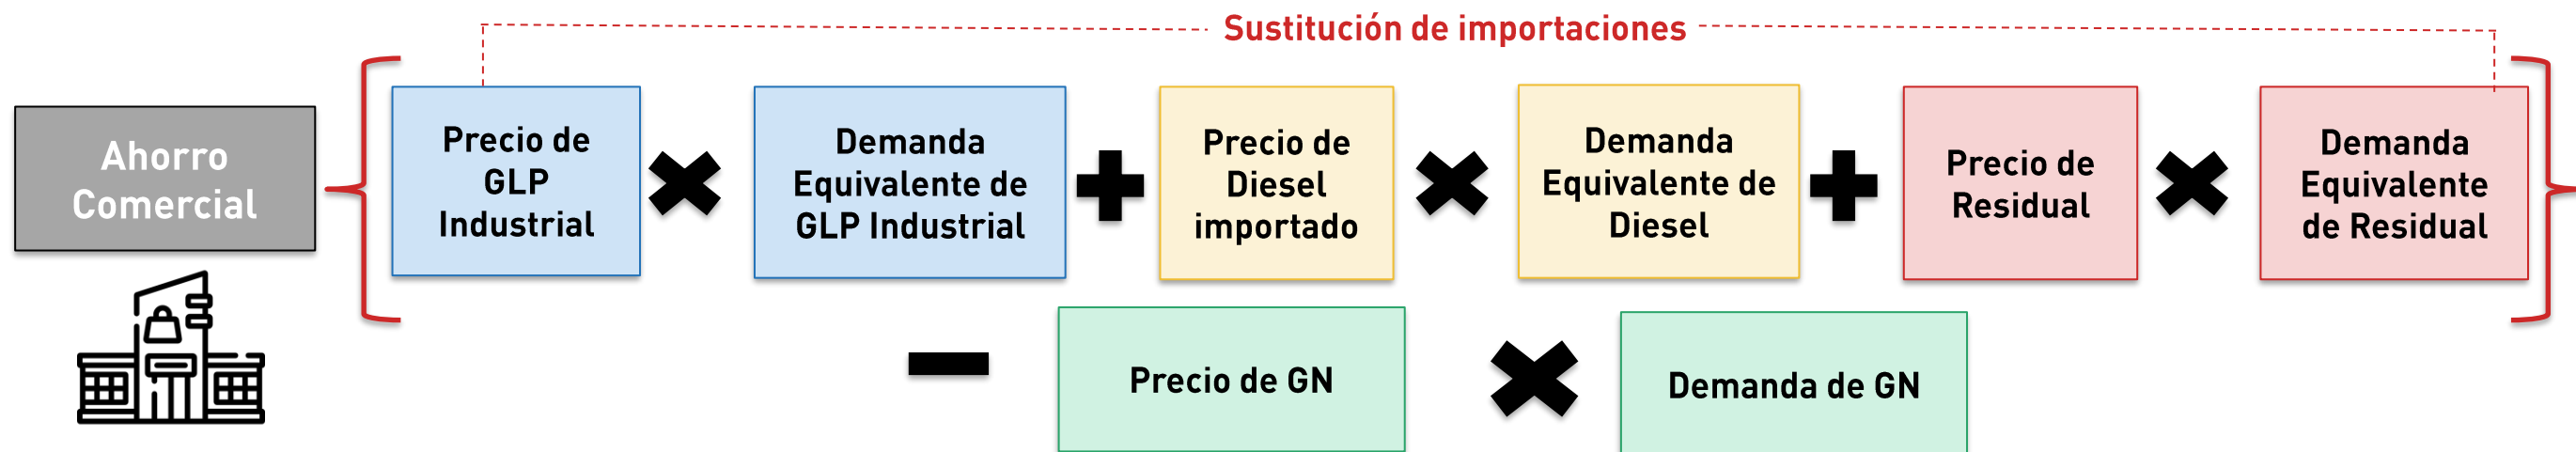 Sustitución de importaciones
Ahorro
Comercial
Precio de
GLP
Industrial
Demanda
Equivalente de
GLP Industrial
Precio de
Diesel
importado
Demanda
Equivalente de
Diesel
Precio de
Residual
Demanda
Equivalente
de Residual
Precio de GN
Demanda de GN